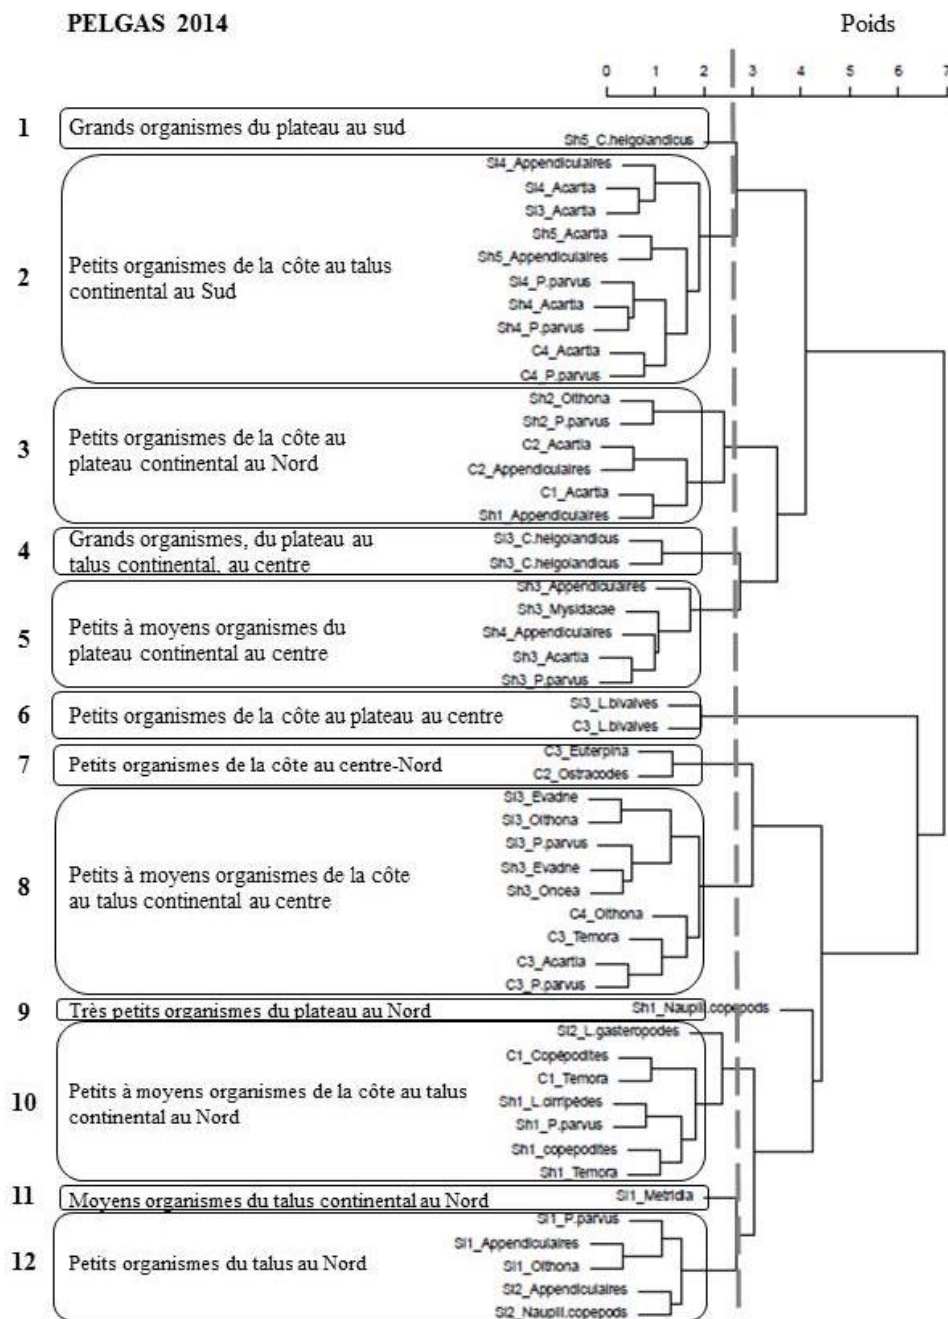 PELGAS 2014
Poids
0 1 2 3 4 5 6 7
1
Grands organismes du plateau au sud
Sh5_C.helgolandicus
2
Petits organismes de la côte au talus
continental au Sud
Sl4_Appendiculaires
Sl4_Acartia
Sl3_Acartia
Sh5_Acartia
Sh5_Appendiculaires
Sl4_P.parvus
Sh4_Acartia
Sh4_P.parvus
C4_Acartia
C4_P.parvus
3
Petits organismes de la côte au
plateau continental au Nord
Sh2_Oithona
Sh2_P.parvus
C2_Acartia
C2_Appendiculaires
C1_Acartia
Sh1_Appendiculaires
4
Grands organismes, du plateau au
talus continental, au centre
Sl3_C.helgolandicus
Sh3_C.helgolandicus
5
Petits à moyens organismes du
plateau continental au centre
Sh3_Appendiculaires
Sh3_Mysidacae
Sh4_Appendiculaires
Sh3_Acartia
Sh3_P.parvus
6
Petits organismes de la côte au plateau au centre
Sl3_L.bivalves
C3_L.bivalves
7
Petits organismes de la côte au centre-Nord
C3_Euterpina
C2_Ostracodes
8
Petits à moyens organismes de la côte
au talus continental au centre
Sl3_Evadne
Sl3_Oithona
Sl3_P.parvus
Sh3_Evadne
Sh3_Oncea
C4_Oithona
C3_Temora
C3_Acartia
C3_P.parvus
9
Très petits organismes du plateau au Nord
Sh1_Naupill.copepods
10
Petits à moyens organismes de la côte au talus
continental au Nord
Sl2_L.gasteropodes
C1_Copépodites
C1_Temora
Sh1_L.cirripèdes
Sh1_P.parvus
Sh1_copepodites
Sh1_Temora
11
Moyens organismes du talus continental au Nord
Sl1_Metridia
12
Petits organismes du talus au Nord
Sl1_P.parvus
Sl1_Appendiculaires
Sl1_Oithona
Sl2_Appendiculaires
Sl2_Naupill.copepods